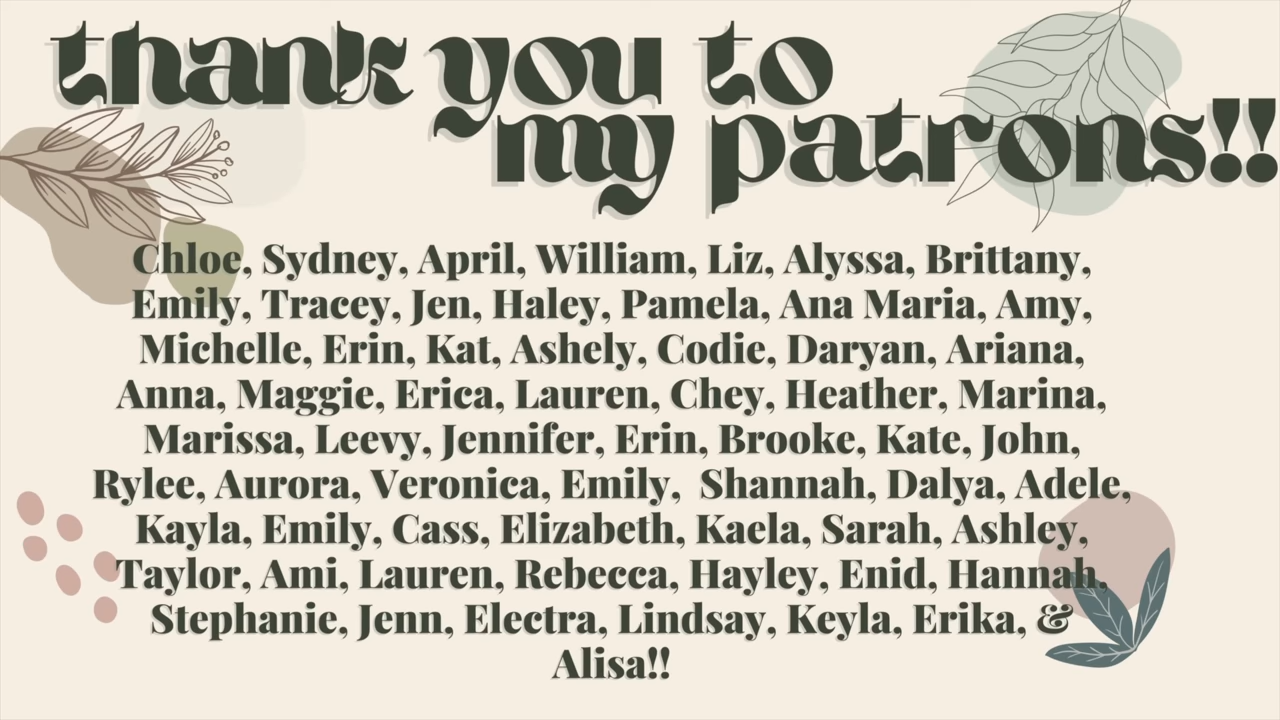 thank you to
my patrons!!
Chloe, Sydney, April, William, Liz, Alyssa, Brittany,
Emily, Tracey, Jen, Haley, Pamela, Ana Maria, Amy,
Michelle, Erin, Kat, Ashely, Codie, Daryan, Ariana,
Anna, Maggie, Erica, Lauren, Chey, Heather, Marina,
Marissa, Leevy, Jennifer, Erin, Brooke, Kate, John,
Rylee, Aurora, Veronica, Emily,  Shannah, Dalya, Adele,
Kayla, Emily, Cass, Elizabeth, Kaela, Sarah, Ashley,
Taylor, Ami, Lauren, Rebecca, Hayley, Enid, Hannah,
Stephanie, Jenn, Electra, Lindsay, Keyla, Erika, &
Alisa!!